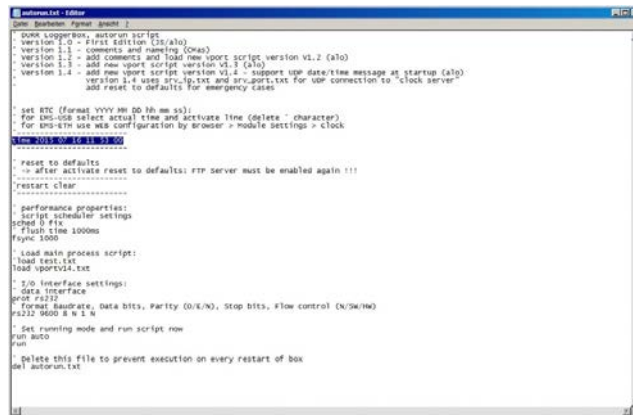 autorun.txt - Editor
Datei Bearbeiten Format Ansicht ?
` DURR LoggerBox, autorun script
` Version 1.0 - First Edition (JS/alo)
` Version 1.1 - comments and nameing (CHas)
` Version 1.2 - add comments and load new vport script version V1.2 (alo)
` Version 1.3 - add new vport script version V1.3 (alo)
` Version 1.4 - add new vport script version V1.4 - support UDP date/time message at startup (alo)
` version 1.4 uses srv_ip.txt and srv_port.txt for UDP connection to "clock server"
` add reset to defaults for emergency cases
` set RTC (format YYYY MM DD hh mm ss):
` for EMS-USB select actual time and activate line (delete ` character)
` for EMS-ETH use WEB configuration by Browser > Module Settings > Clock
`------------------------
time 2015 07 16 11 53 00
`------------------------
` reset to defaults
` -> after activate reset to defaults: FTP Server must be enabled again !!!
`------------------------
`restart clear
`------------------------
` performance properties:
` script scheduler setings
sched 0 fix
` flush time 1000ms
fsync 1000
` Load main process script:
`load test.txt
load vportv14.txt
` I/O interface settings:
` data interface
prot rs232
` format Baudrate, Data bits, Parity (O/E/N), Stop bits, Flow control (N/SW/HW)
rs232 9600 8 N 1 N
` Set running mode and run script now
run auto
run
` Delete this file to prevent execution on every restart of box
del autorun.txt